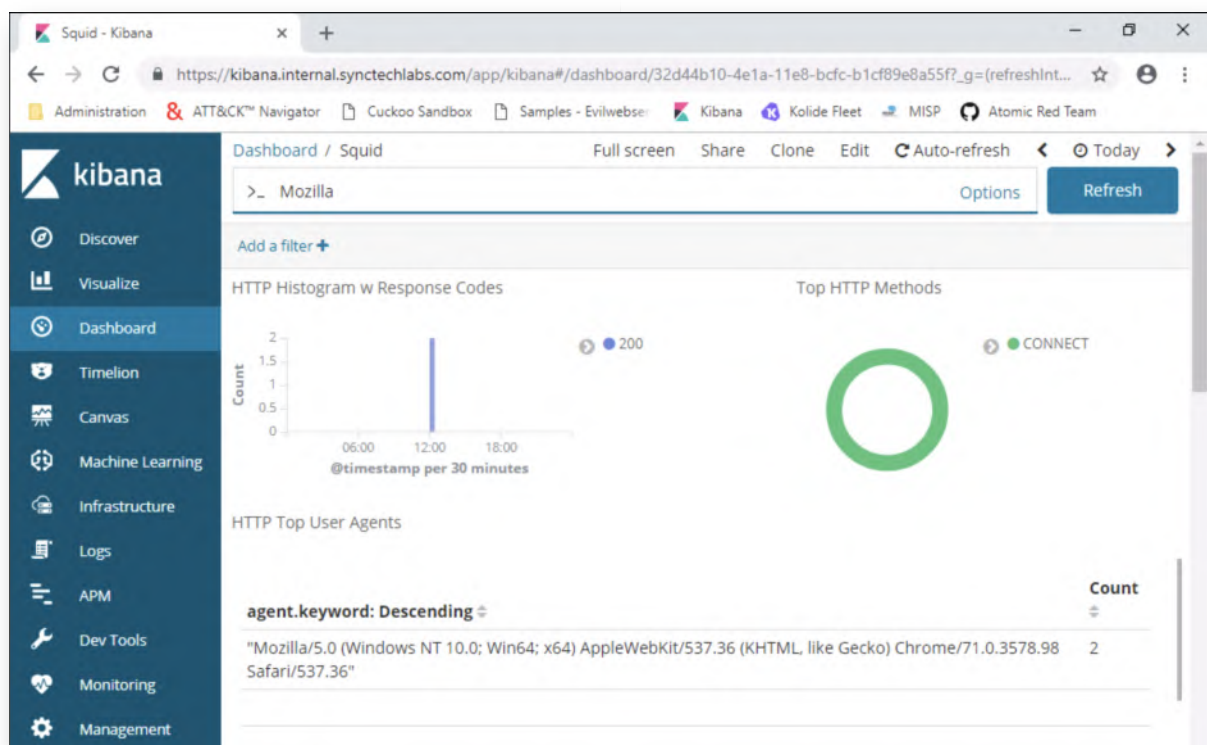 Squid - Kibana
https://kibana.internal.synctechlabs.com/app/kibana#/dashboard/32d44b10-4e1a-11e8-bcfc-b1cf89e8a55f?_g=(refreshInt...
Administration ATT&CK™ Navigator Cuckoo Sandbox Samples - Evilwebser Kibana Kolide Fleet MISP Atomic Red Team
kibana
Discover
Visualize
Dashboard
Timelion
Canvas
Machine Learning
Infrastructure
Logs
APM
Dev Tools
Monitoring
Management
Dashboard / Squid Full screen Share Clone Edit Auto-refresh Today
>_ Mozilla Options Refresh
Add a filter +
HTTP Histogram w Response Codes
Count
2
1.5
1
0.5
0
06:00 12:00 18:00
@timestamp per 30 minutes
200
Top HTTP Methods
CONNECT
HTTP Top User Agents
agent.keyword: Descending Count
"Mozilla/5.0 (Windows NT 10.0; Win64; x64) AppleWebKit/537.36 (KHTML, like Gecko) Chrome/71.0.3578.98 2
Safari/537.36"